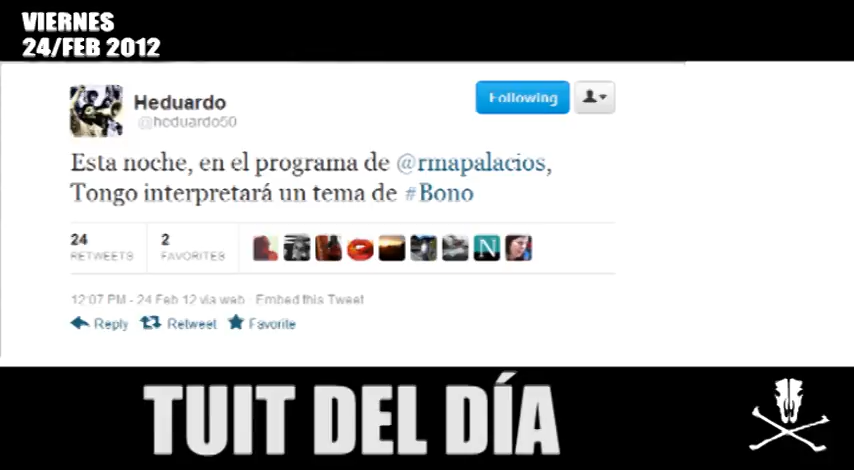 VIERNES
24/FEB 2012
Heduardo
@heduardo50
Following
Esta noche, en el programa de @rmapalacios,
Tongo interpretará un tema de #Bono
24
RETWEETS
2
FAVORITES
N
12:07 PM - 24 Feb 12 via web Embed this Tweet
Reply Retweet Favorite
TUIT DEL DÍA